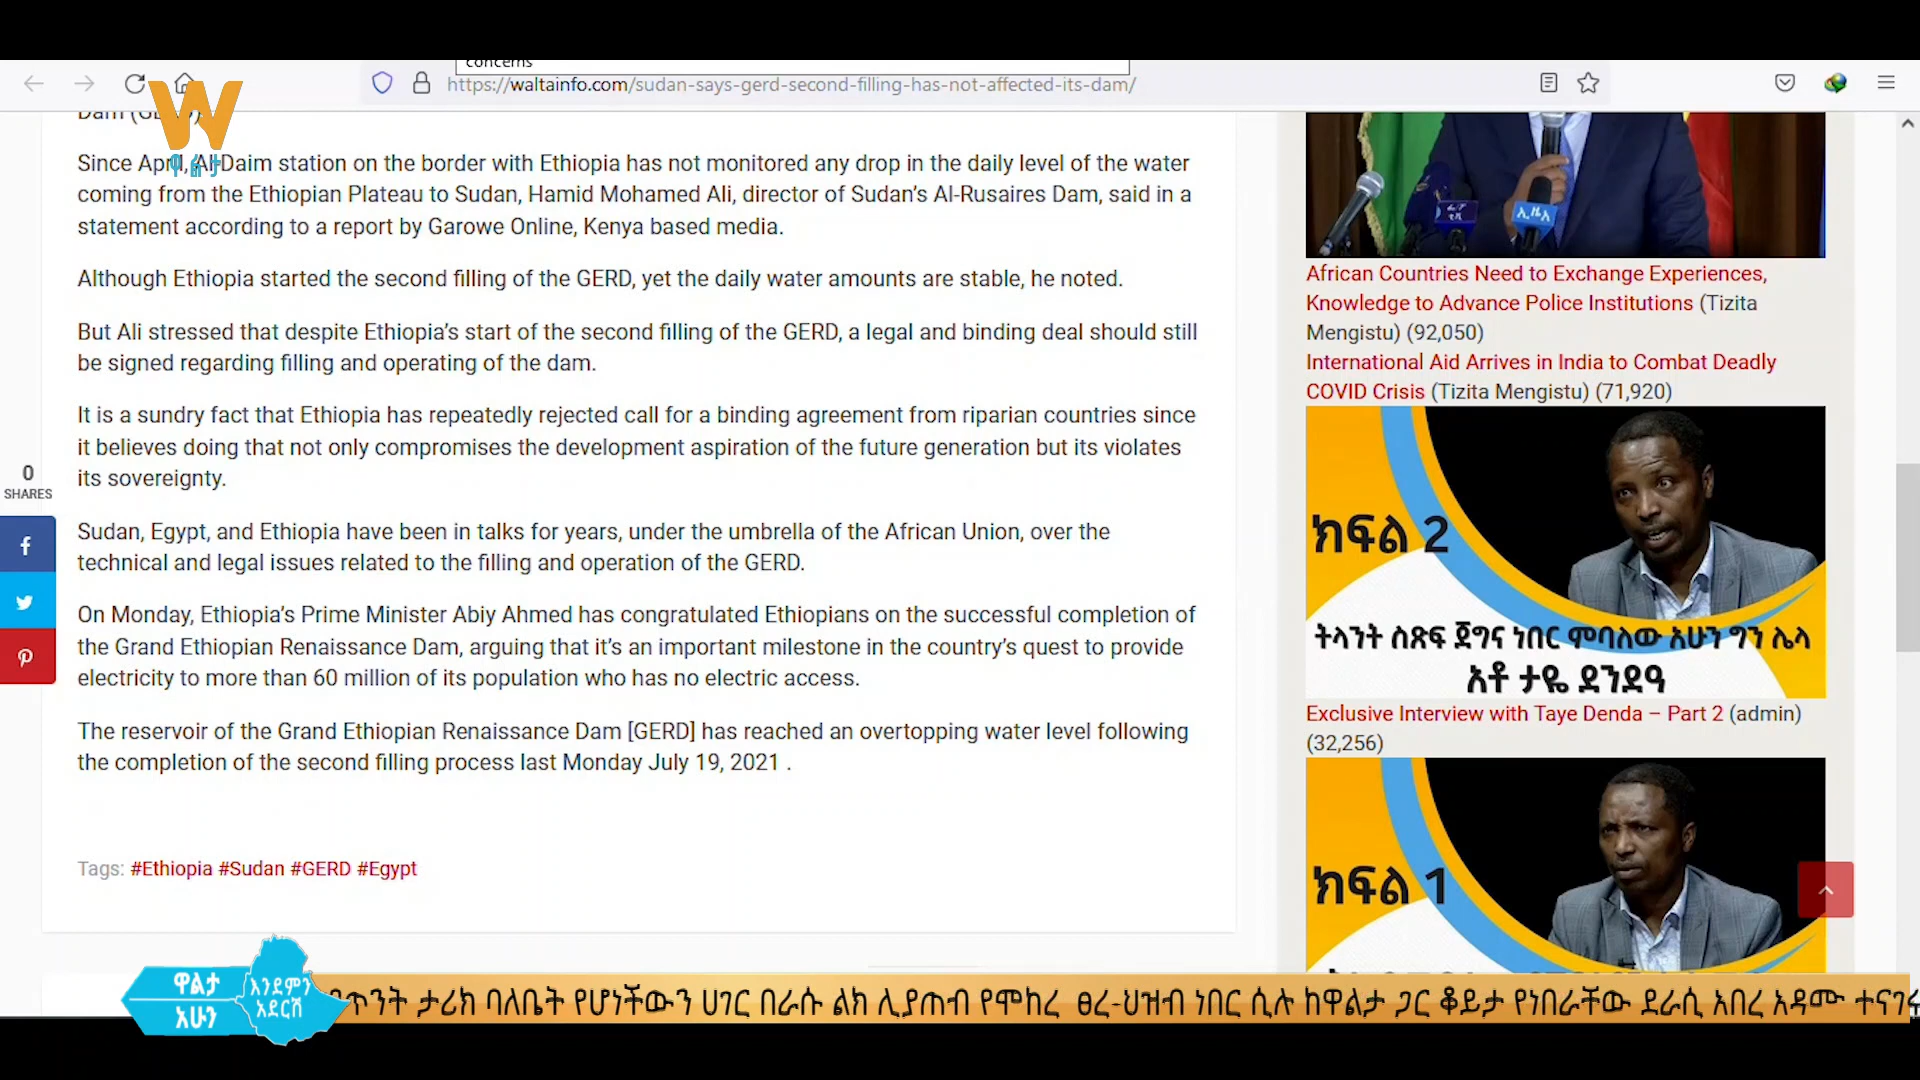 concerns
https://waltainfo.com/sudan-says-gerd-second-filling-has-not-affected-its-dam/
W
ዋልታ
Since April, Al-Daim station on the border with Ethiopia has not monitored any drop in the daily level of the water
coming from the Ethiopian Plateau to Sudan, Hamid Mohamed Ali, director of Sudan's Al-Rusaires Dam, said in a
statement according to a report by Garowe Online, Kenya based media.
Although Ethiopia started the second filling of the GERD, yet the daily water amounts are stable, he noted.
But Ali stressed that despite Ethiopia's start of the second filling of the GERD, a legal and binding deal should still
be signed regarding filling and operating of the dam.
It is a sundry fact that Ethiopia has repeatedly rejected call for a binding agreement from riparian countries since
it believes doing that not only compromises the development aspiration of the future generation but its violates
its sovereignty.
Sudan, Egypt, and Ethiopia have been in talks for years, under the umbrella of the African Union, over the
technical and legal issues related to the filling and operation of the GERD.
On Monday, Ethiopia's Prime Minister Abiy Ahmed has congratulated Ethiopians on the successful completion of
the Grand Ethiopian Renaissance Dam, arguing that it's an important milestone in the country's quest to provide
electricity to more than 60 million of its population who has no electric access.
The reservoir of the Grand Ethiopian Renaissance Dam [GERD] has reached an overtopping water level following
the completion of the second filling process last Monday July 19, 2021 .
Tags: #Ethiopia #Sudan #GERD #Egypt
0
SHARES
ኢዜአ
African Countries Need to Exchange Experiences,
Knowledge to Advance Police Institutions (Tizita
Mengistu) (92,050)
International Aid Arrives in India to Combat Deadly
COVID Crisis (Tizita Mengistu) (71,920)
ክፍል 2
ትላንት ስጽፍ ጀግና ነበር ምባለው አሁን ግን ሌላ
አቶ ታዬ ደንደዓ
Exclusive Interview with Taye Denda – Part 2 (admin)
(32,256)
ክፍል 1
ዋልታ
አሁን
እንደምን
አደርሽ
ታሪክ ባለቤት የሆነችውን ሀገር በራሱ ልክ ሊያጠብ የሞከረ ፀረ-ህዝብ ነበር ሲሉ ከዋልታ ጋር ቆይታ የነበራቸው ደራሲ አበረ አዳሙ